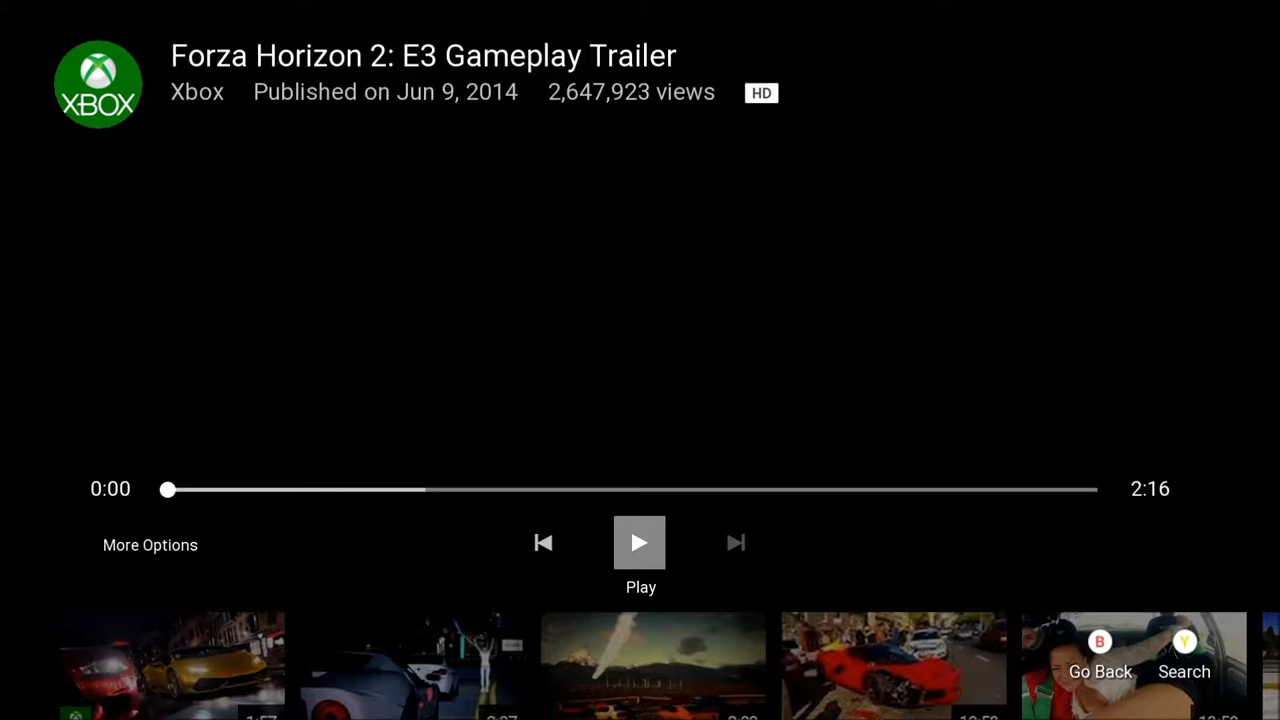 Forza Horizon 2: E3 Gameplay Trailer
XBOX
Xbox Published on Jun 9, 2014 2,647,923 views HD
0:00 2:16
More Options
Play
B Y
Go Back Search